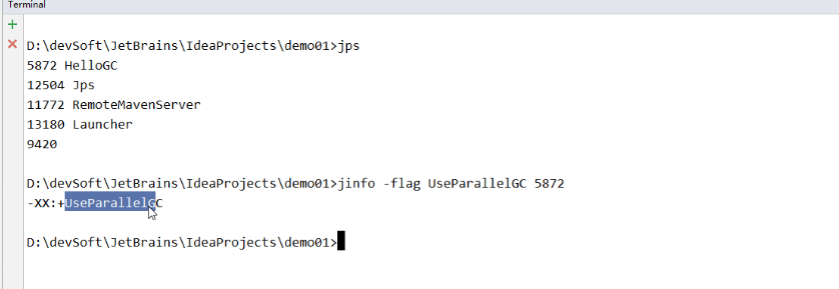 Terminal
D:\devSoft\JetBrains\IdeaProjects\demo01>jps
5872 HelloGC
12504 Jps
11772 RemoteMavenServer
13180 Launcher
9420
D:\devSoft\JetBrains\IdeaProjects\demo01>jinfo -flag UseParallelGC 5872
-XX:+UseParallelGC
D:\devSoft\JetBrains\IdeaProjects\demo01>